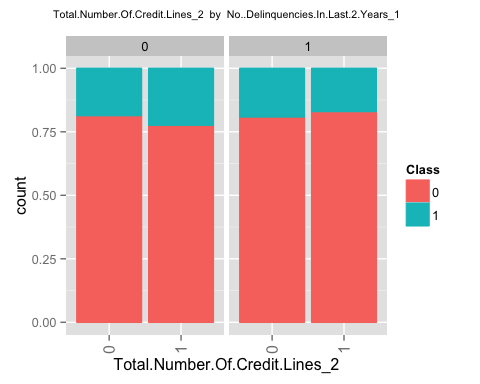 Total.Number.Of.Credit.Lines_2 by No..Delinquencies.In.Last.2.Years_1
0 1
1.00
0.75
0.50
0.25
0.00
count
0 1 0 1
Total.Number.Of.Credit.Lines_2
Class
0
1